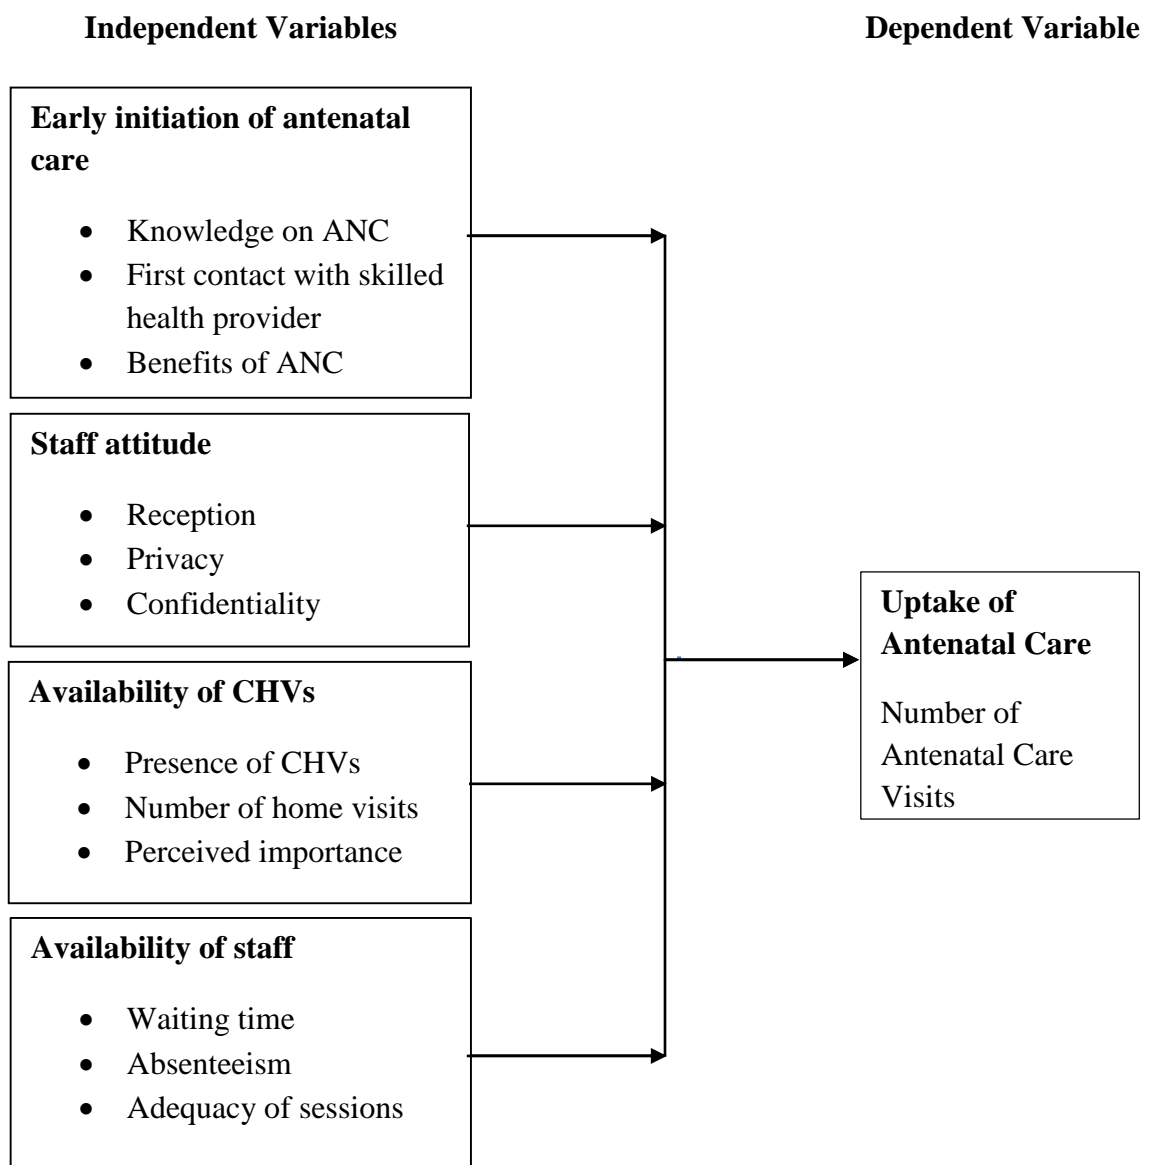 Independent Variables
Dependent Variable
Early initiation of antenatal
care
• Knowledge on ANC
• First contact with skilled
health provider
• Benefits of ANC
Staff attitude
• Reception
• Privacy
• Confidentiality
Availability of CHVs
• Presence of CHVs
• Number of home visits
• Perceived importance
Availability of staff
• Waiting time
• Absenteeism
• Adequacy of sessions
Uptake of
Antenatal Care
Number of
Antenatal Care
Visits